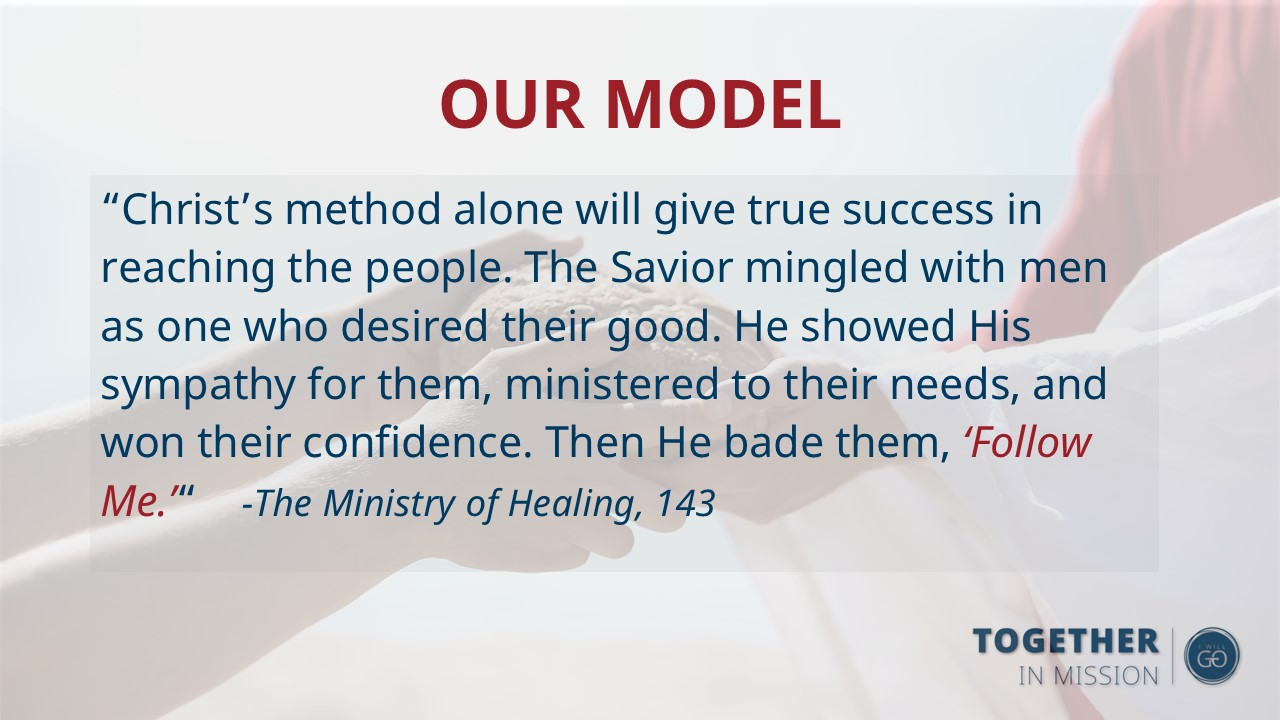 OUR MODEL
“Christ’s method alone will give true success in
reaching the people. The Savior mingled with men
as one who desired their good. He showed His
sympathy for them, ministered to their needs, and
won their confidence. Then He bade them, ‘Follow
Me.’“ -The Ministry of Healing, 143
TOGETHER
IN MISSION
I WILL
GO